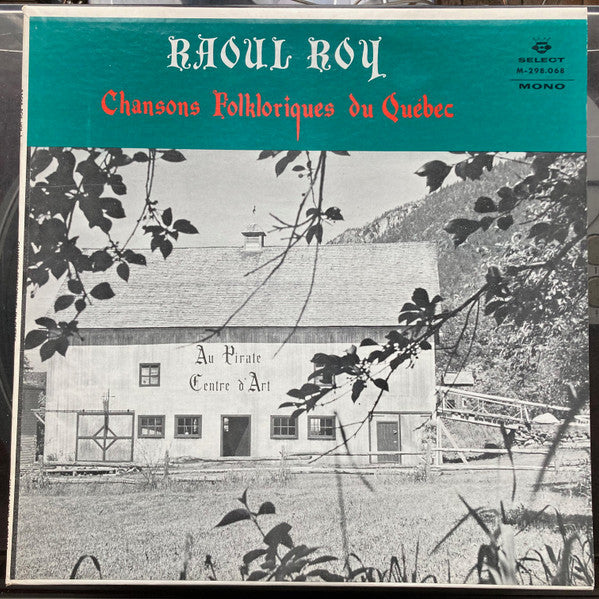 RAOUL ROY
Chansons Folkloriques du Québec
SELECT
M-298.068
MONO
Au Pirate
Centre d'Art